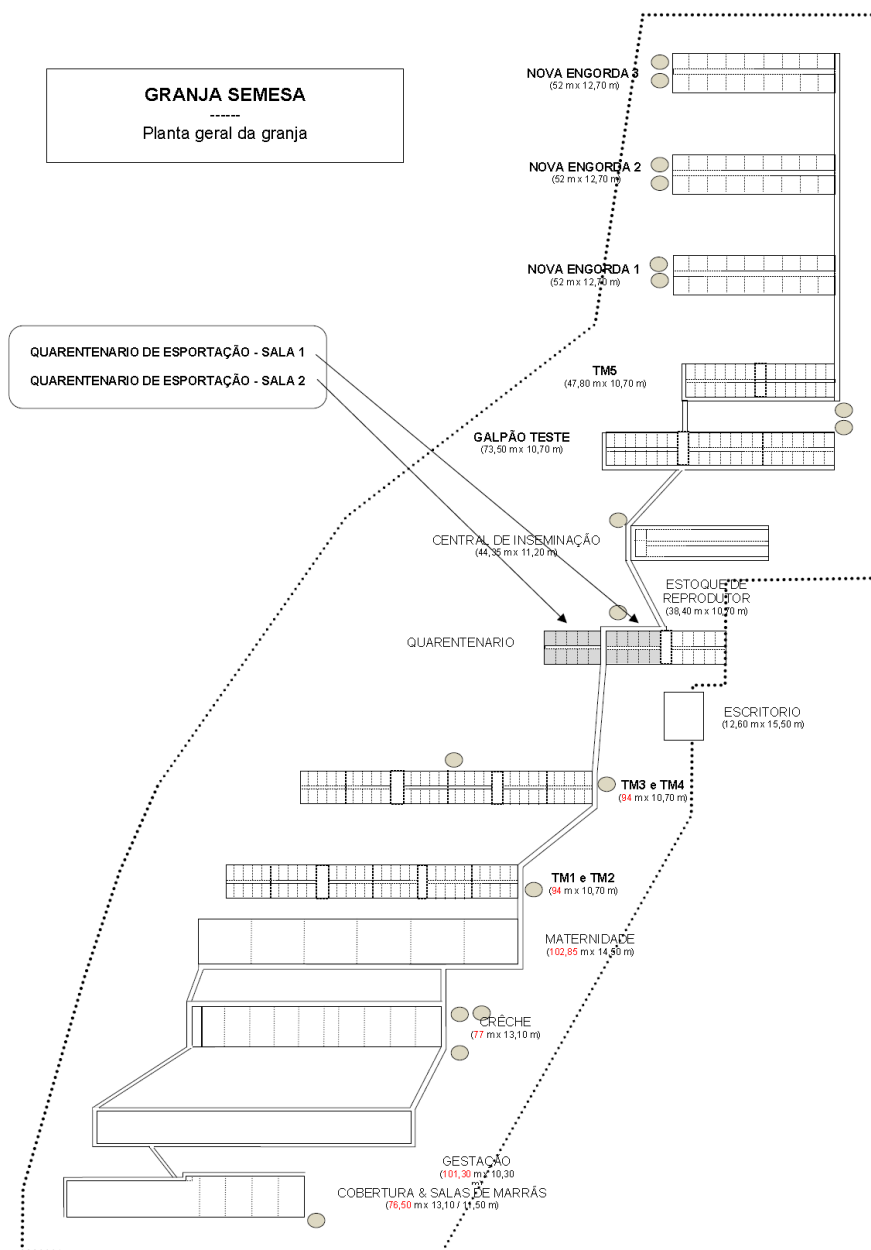 GRANJA SEMESA
------
Planta geral da granja
NOVA ENGORDA 3
(52 m x 12,70 m)
NOVA ENGORDA 2
(52 m x 12,70 m)
NOVA ENGORDA 1
(52 m x 12,70 m)
QUARENTENARIO DE ESPORTAÇÃO - SALA 1
QUARENTENARIO DE ESPORTAÇÃO - SALA 2
TM5
(47,80 m x 10,70 m)
GALPÃO TESTE
(73,50 m x 10,70 m)
CENTRAL DE INSEMINAÇÃO
(44,35 m x 11,20 m)
ESTOQUE DE
REPRODUTOR
(38,40 m x 10,70 m)
QUARENTENARIO
ESCRITORIO
(12,60 m x 15,50 m)
TM3 e TM4
(94 m x 10,70 m)
TM1 e TM2
(94 m x 10,70 m)
MATERNIDADE
(102,85 m x 14,50 m)
CRÊCHE
(77 m x 13,10 m)
GESTAÇÃO
(101,30 m x 10,30
m)
COBERTURA & SALAS DE MARRÃS
(76,50 m x 13,10 / 11,50 m)